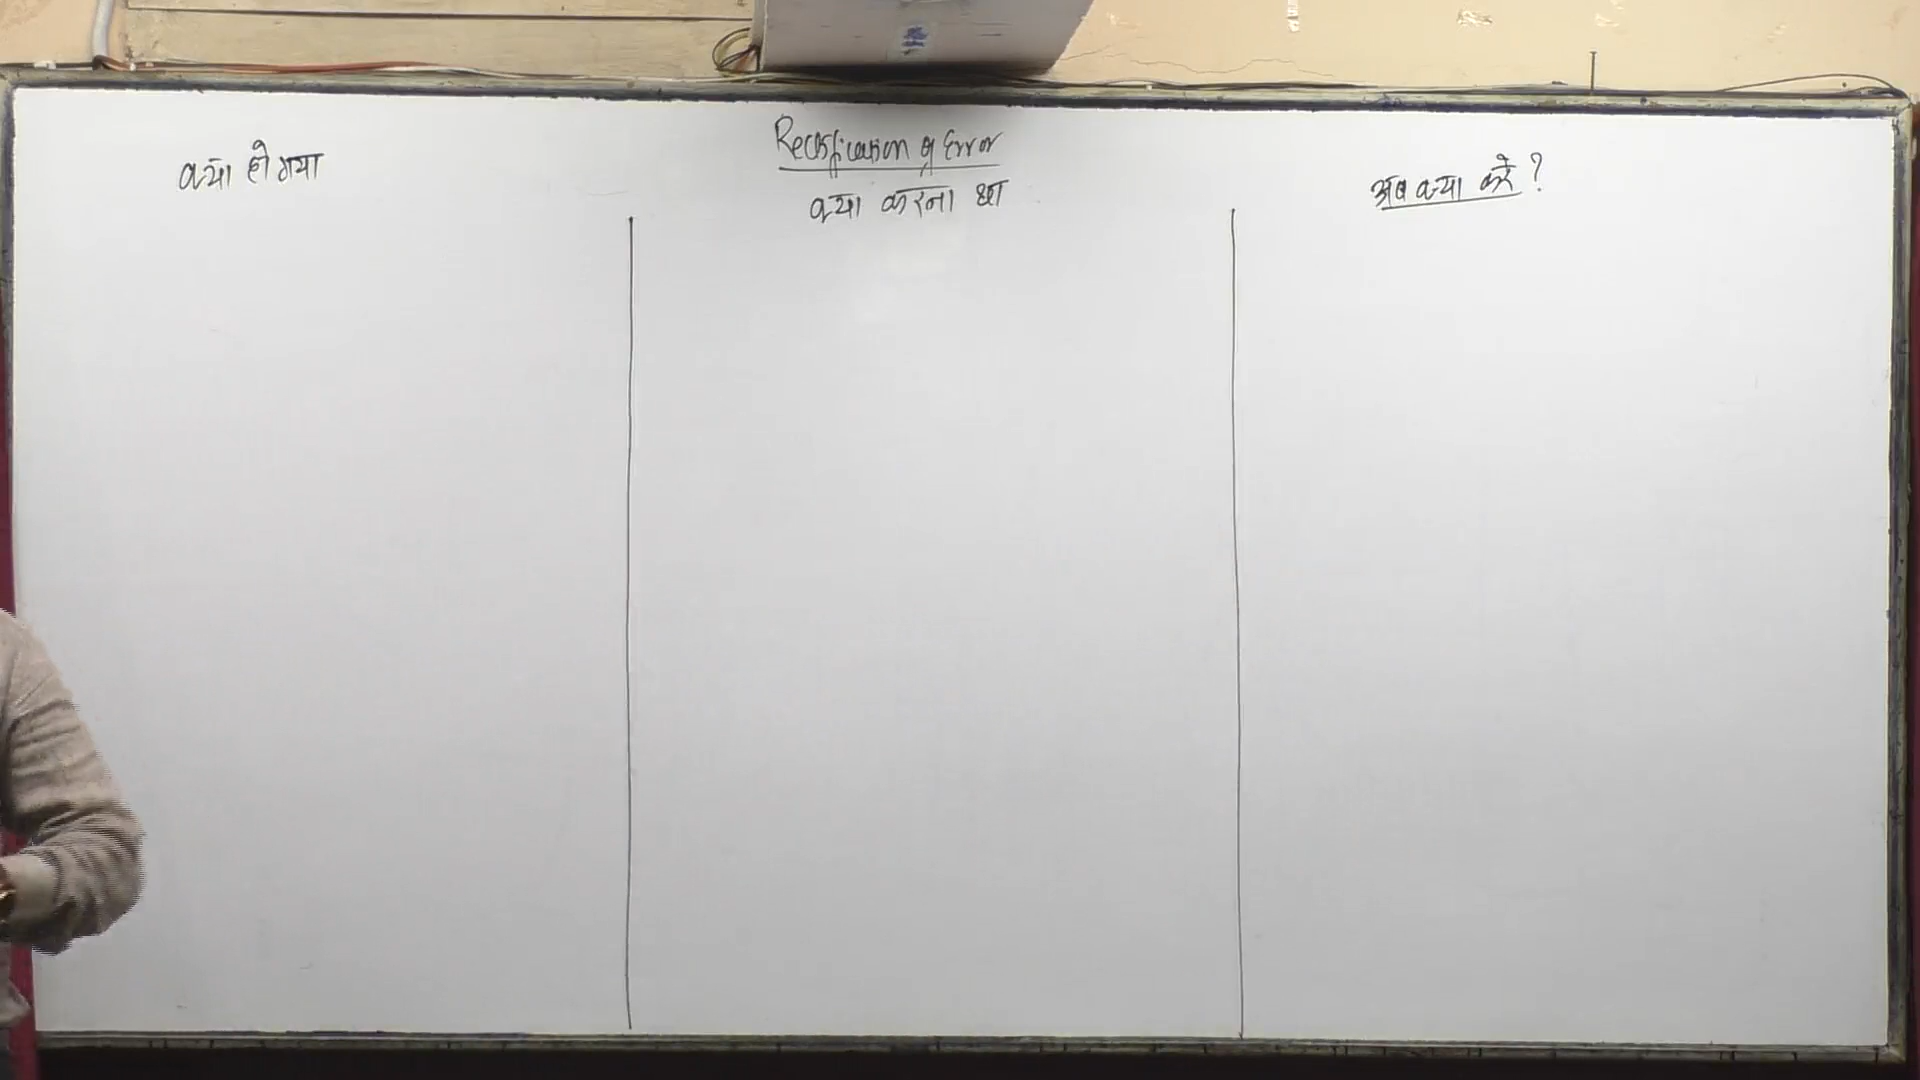 Rectification of Error
क्या हो गया
क्या करना था
अब क्या करे ?